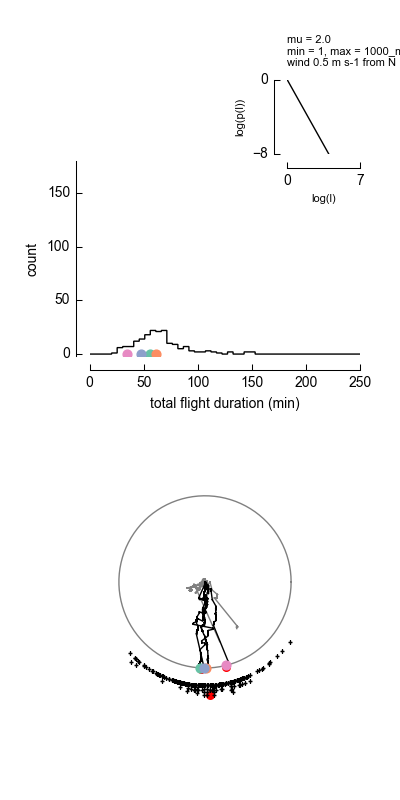 mu = 2.0
min = 1, max = 1000_
wind 0.5 m s-1 from N
0
log(p(l))
−8
0
7
log(l)
150
100
50
0
count
0
50
100
150
200
250
total flight duration (min)